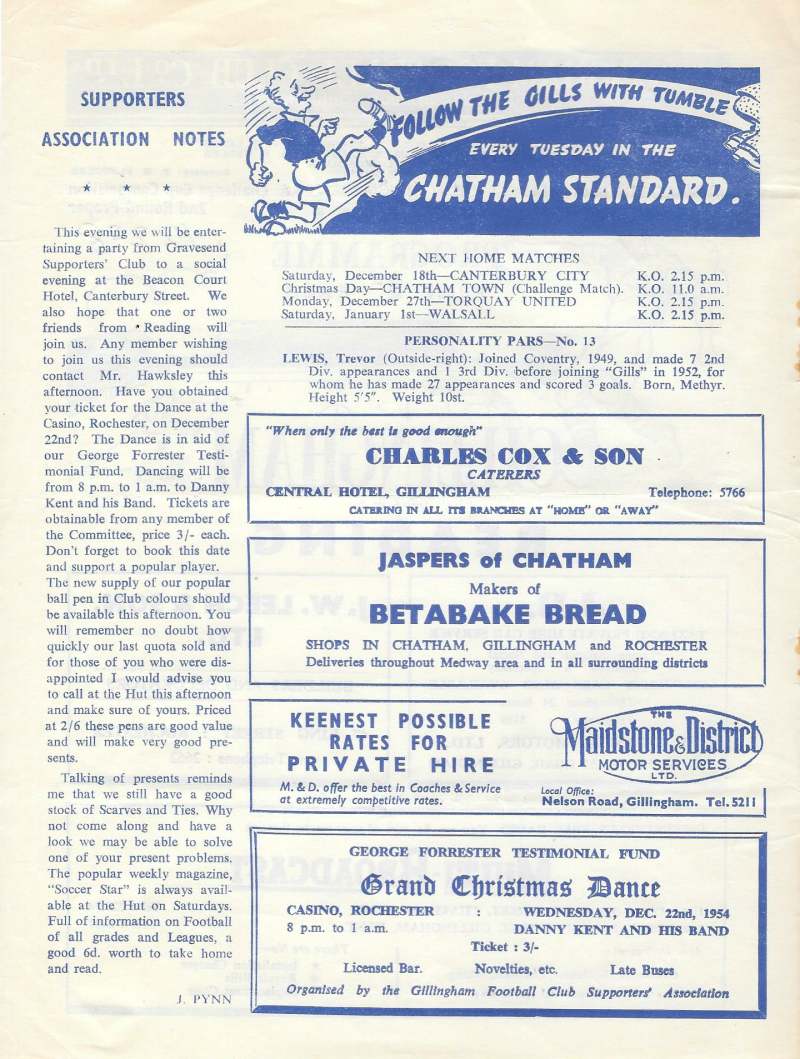 SUPPORTERS
ASSOCIATION NOTES
* * *
This evening we will be enter-
taining a party from Gravesend
Supporters' Club to a social
evening at the Beacon Court
Hotel, Canterbury Street. We
also hope that one or two
friends from Reading will
join us. Any member wishing
to join us this evening should
contact Mr. Hawksley this
afternoon. Have you obtained
your ticket for the Dance at the
Casino, Rochester, on December
22nd? The Dance is in aid of
our George Forrester Testi-
monial Fund. Dancing will be
from 8 p.m. to 1 a.m. to Danny
Kent and his Band. Tickets are
obtainable from any member of
the Committee, price 3/- each.
Don't forget to book this date
and support a popular player.
The new supply of our popular
ball pen in Club colours should
be available this afternoon. You
will remember no doubt how
quickly our last quota sold and
for those of you who were dis-
appointed I would advise you
to call at the Hut this afternoon
and make sure of yours. Priced
at 2/6 these pens are good value
and will make very good pre-
sents.
Talking of presents reminds
me that we still have a good
stock of Scarves and Ties. Why
not come along and have a
look we may be able to solve
one of your present problems.
The popular weekly magazine,
"Soccer Star" is always avail-
able at the Hut on Saturdays.
Full of information on Football
of all grades and Leagues, a
good 6d. worth to take home
and read.
J. PYNN
FOLLOW THE GILLS WITH TUMBLE
EVERY TUESDAY IN THE
CHATHAM STANDARD.
NEXT HOME MATCHES
Saturday, December 18th—CANTERBURY CITY K.O. 2.15 p.m.
Christmas Day—CHATHAM TOWN (Challenge Match). K.O. 11.0 a.m.
Monday, December 27th—TORQUAY UNITED K.O. 2.15 p.m.
Saturday, January 1st—WALSALL K.O. 2.15 p.m.
PERSONALITY PARS—No. 13
LEWIS, Trevor (Outside-right): Joined Coventry, 1949, and made 7 2nd
Div. appearances and 1 3rd Div. before joining "Gills" in 1952, for
whom he has made 27 appearances and scored 3 goals. Born, Methyr.
Height 5'5". Weight 10st.
"When only the best is good enough"
CHARLES COX & SON
CATERERS
CENTRAL HOTEL, GILLINGHAM Telephone: 5766
CATERING IN ALL ITS BRANCHES AT "HOME" OR "AWAY"
JASPERS of CHATHAM
Makers of
BETABAKE BREAD
SHOPS IN CHATHAM, GILLINGHAM and ROCHESTER
Deliveries throughout Medway area and in all surrounding districts
KEENEST POSSIBLE
RATES FOR
PRIVATE HIRE
M. & D. offer the best in Coaches & Service
at extremely competitive rates.
THE
Maidstone & District
MOTOR SERVICES
LTD.
Local Office:
Nelson Road, Gillingham. Tel. 5211
GEORGE FORRESTER TESTIMONIAL FUND
Grand Christmas Dance
CASINO, ROCHESTER : WEDNESDAY, DEC. 22nd, 1954
8 p.m. to 1 a.m. DANNY KENT AND HIS BAND
Ticket : 3/-
Licensed Bar. Novelties, etc. Late Buses
Organised by the Gillingham Football Club Supporters' Association